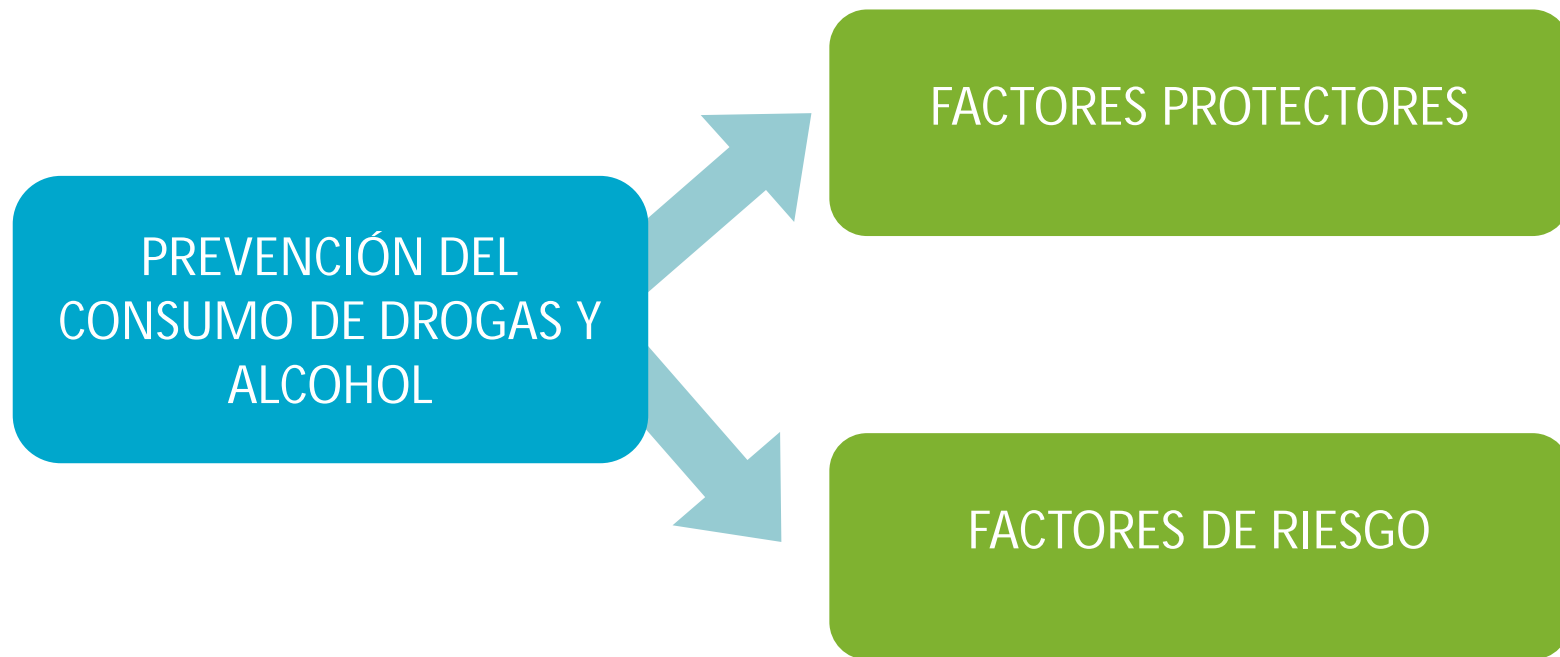 FACTORES PROTECTORES
PREVENCIÓN DEL
CONSUMO DE DROGAS Y
ALCOHOL
FACTORES DE RIESGO